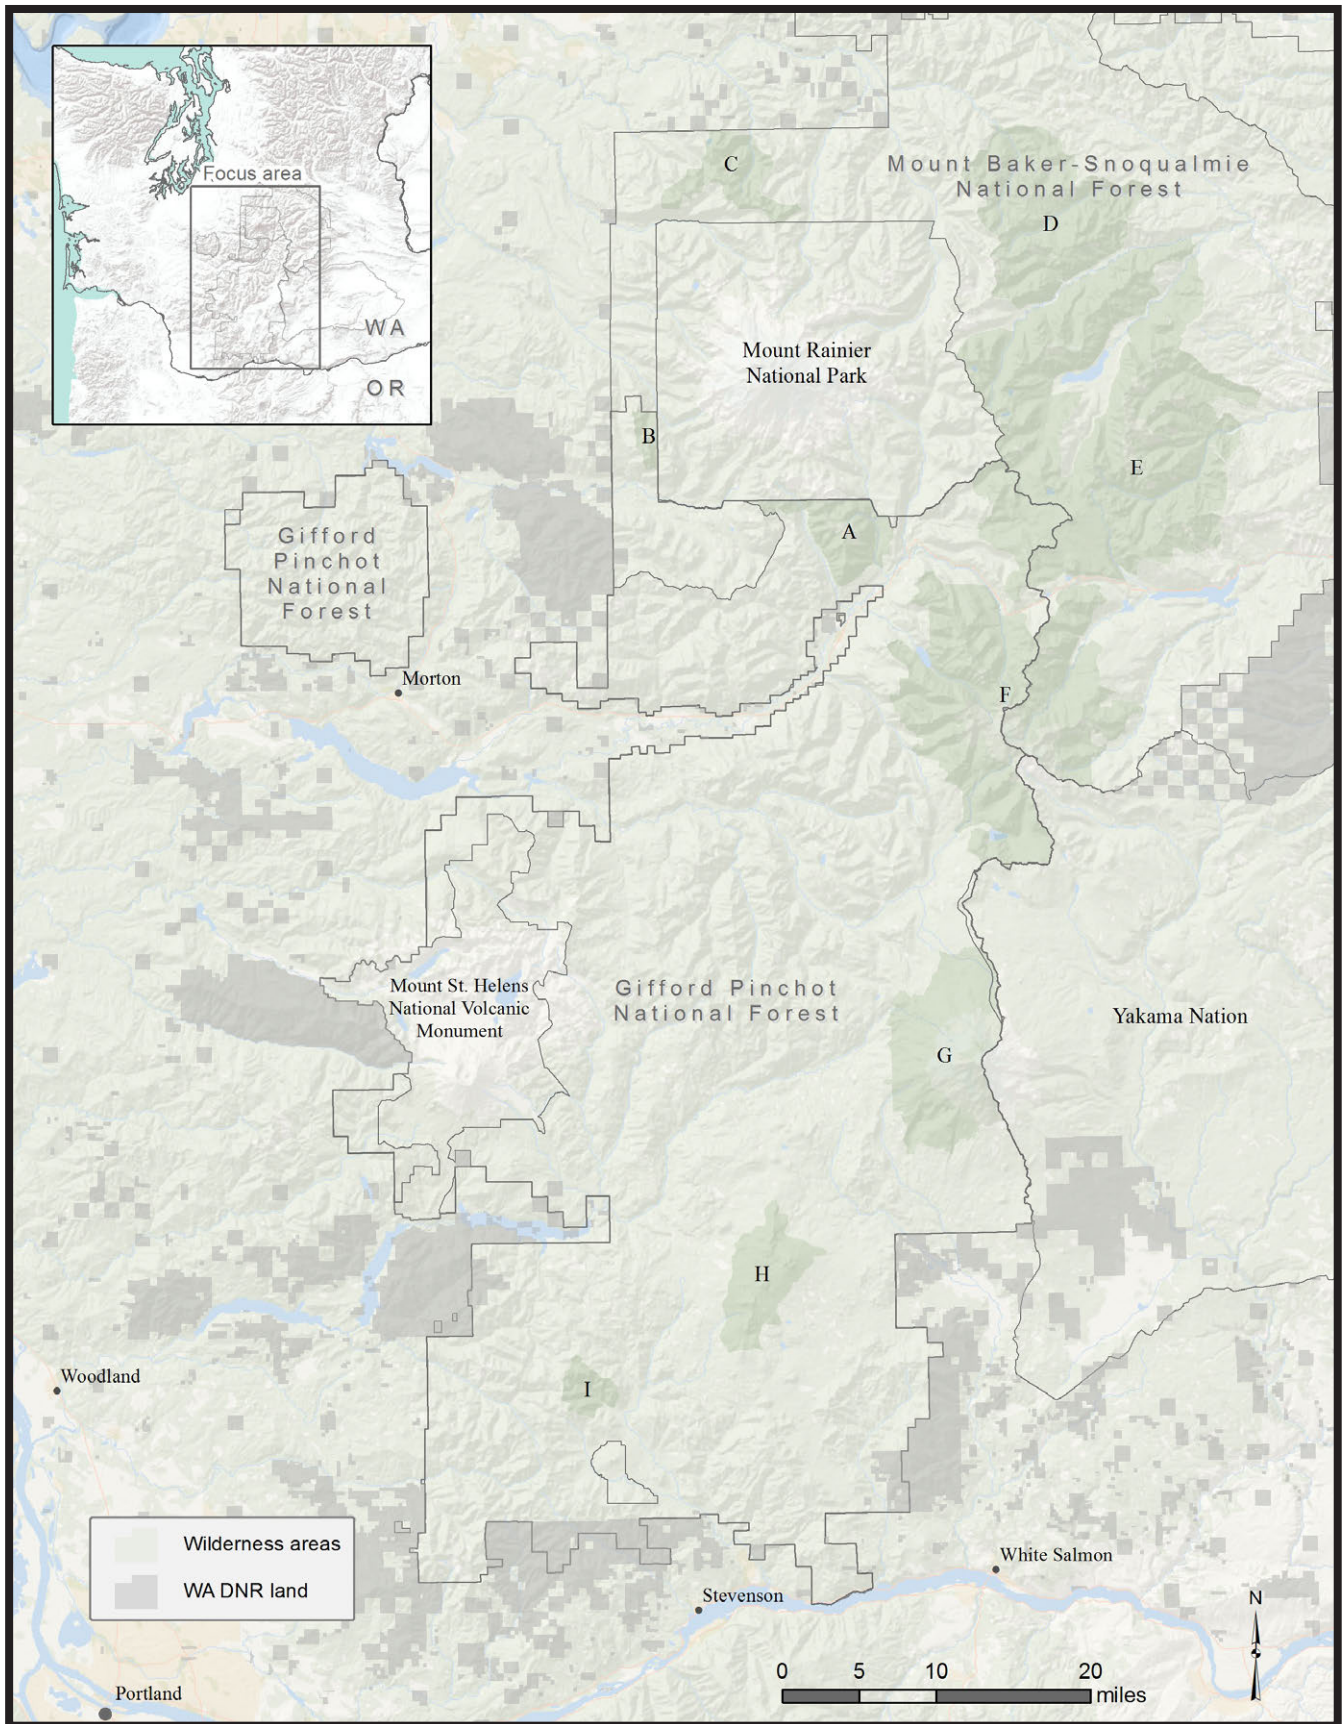 Focus area
WA
OR
C
Mount Baker-Snoqualmie
National Forest
D
Mount Rainier
National Park
B
E
A
Gifford
Pinchot
National
Forest
Morton
F
Mount St. Helens
National Volcanic
Monument
Gifford Pinchot
National Forest
Yakama Nation
G
H
I
Woodland
Wilderness areas
WA DNR land
White Salmon
Stevenson
N
0 5 10 20
miles
Portland